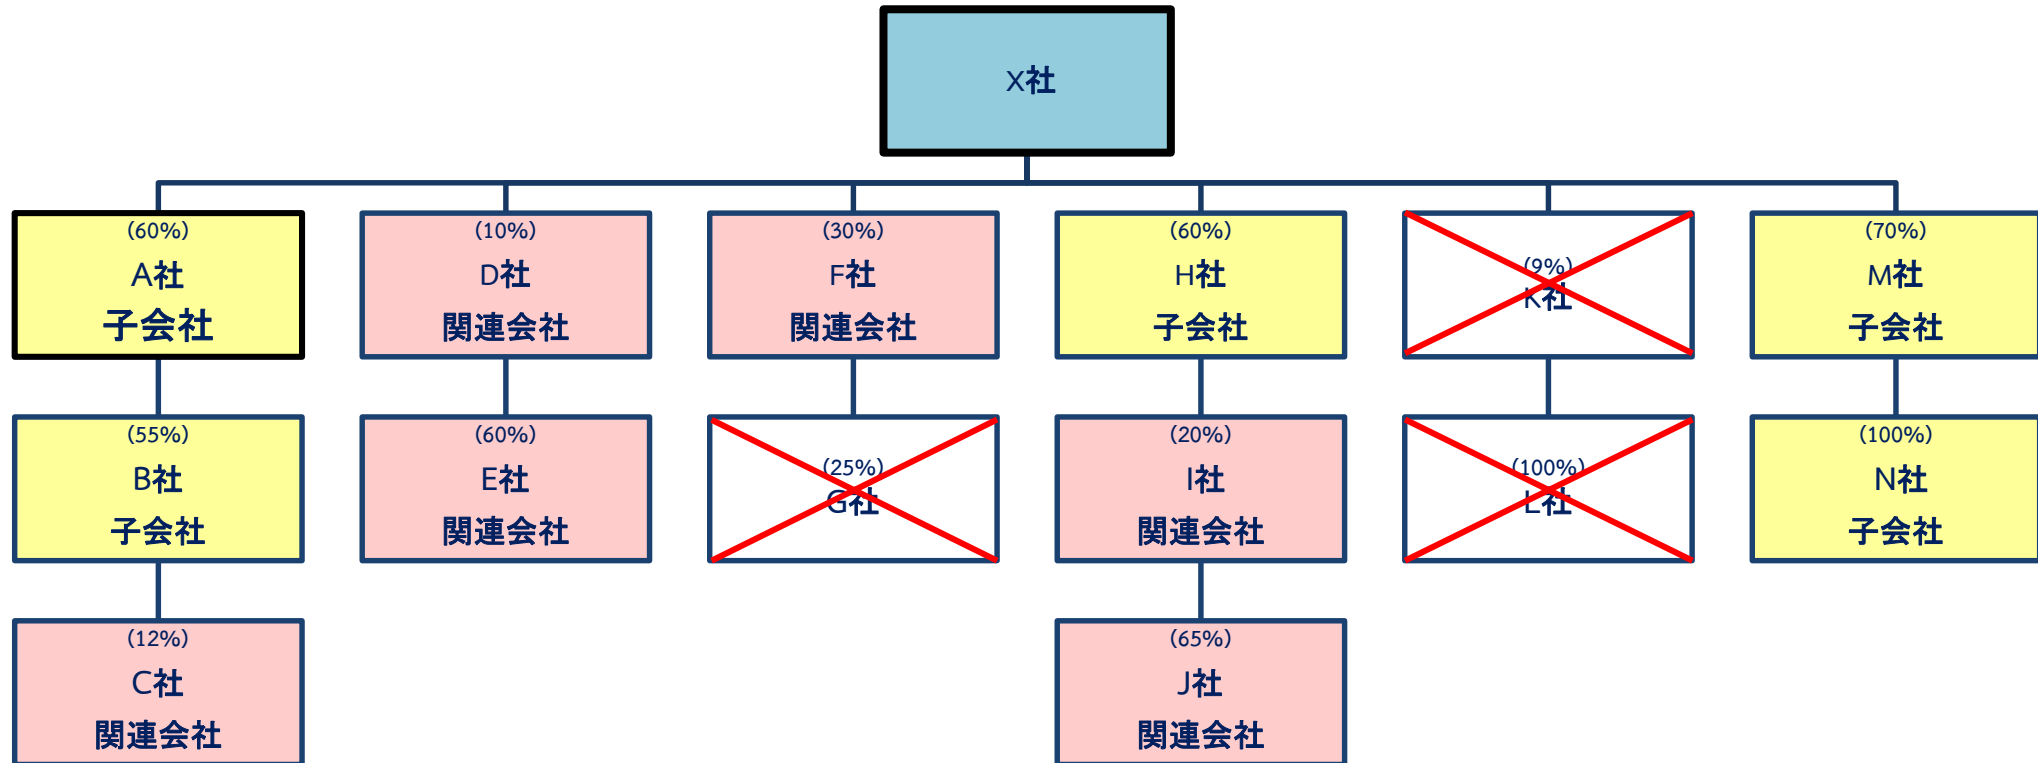 X社
(60%)
A社
子会社
(10%)
D社
関連会社
(30%)
F社
関連会社
(60%)
H社
子会社
(9%)
K社
(70%)
M社
子会社
(55%)
B社
子会社
(60%)
E社
関連会社
(25%)
G社
(20%)
I社
関連会社
(100%)
L社
(100%)
N社
子会社
(12%)
C社
関連会社
(65%)
J社
関連会社